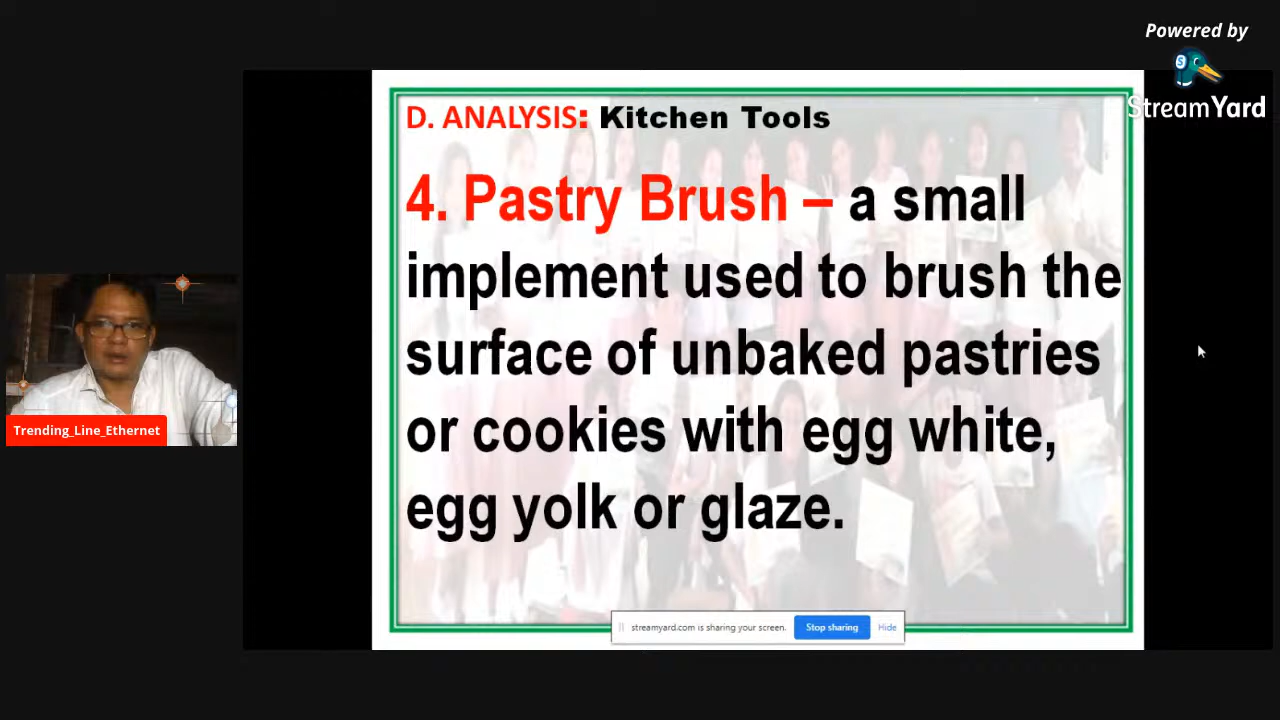 Powered by
StreamYard
D. ANALYSIS: Kitchen Tools
4. Pastry Brush – a small
implement used to brush the
surface of unbaked pastries
or cookies with egg white,
egg yolk or glaze.
Trending_Line_Ethernet
streamyard.com is sharing your screen.
Stop sharing
Hide